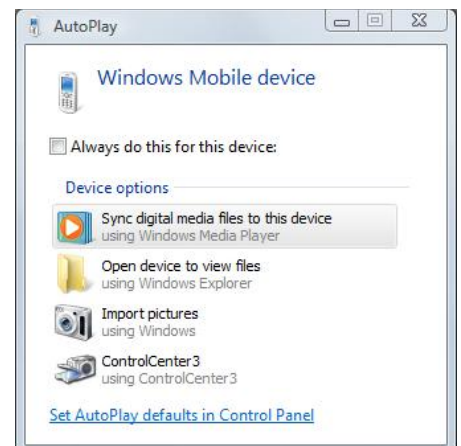 AutoPlay
Windows Mobile device
Always do this for this device:
Device options
Sync digital media files to this device
using Windows Media Player
Open device to view files
using Windows Explorer
Import pictures
using Windows
ControlCenter3
using ControlCenter3
Set AutoPlay defaults in Control Panel